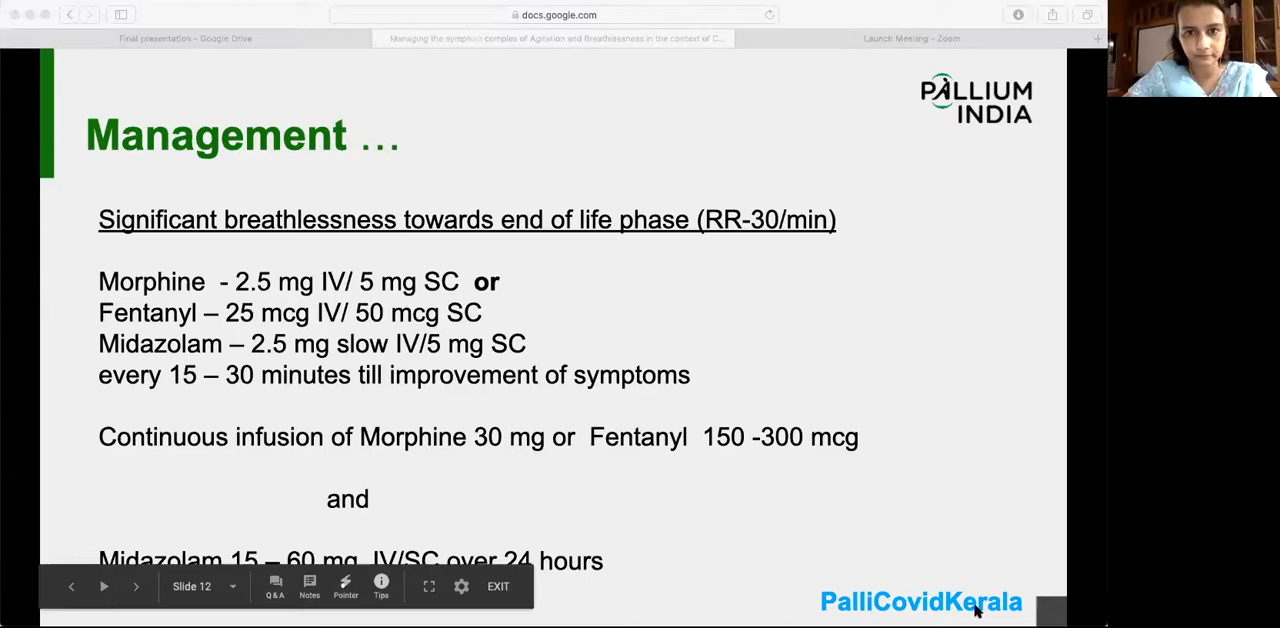 docs.google.com
Final presentation - Google Drive
Managing the symptom complex of Agitation and Breathlessness in the context of C...
Launch Meeting - Zoom
PALLIUM
INDIA
Management ...
Significant breathlessness towards end of life phase (RR-30/min)
Morphine - 2.5 mg IV/ 5 mg SC or
Fentanyl – 25 mcg IV/ 50 mcg SC
Midazolam – 2.5 mg slow IV/5 mg SC
every 15 – 30 minutes till improvement of symptoms
Continuous infusion of Morphine 30 mg or Fentanyl 150 -300 mcg
and
Midazolam 15 – 60 mg IV/SC over 24 hours
Slide 12
Q & A
Notes
Pointer
Tips
EXIT
PalliCovidKerala